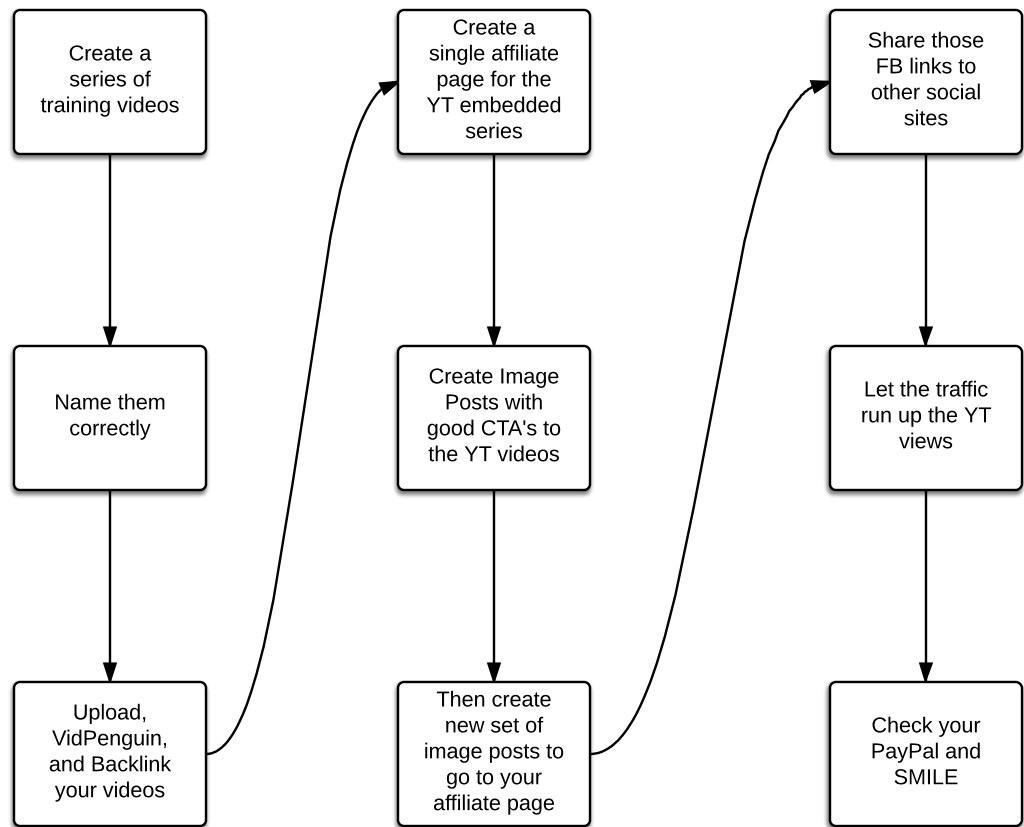 Create a
series of
training videos
Name them
correctly
Upload,
VidPenguin,
and Backlink
your videos
Create a
single affiliate
page for the
YT embedded
series
Create Image
Posts with
good CTA's to
the YT videos
Then create
new set of
image posts to
go to your
affiliate page
Share those
FB links to
other social
sites
Let the traffic
run up the YT
views
Check your
PayPal and
SMILE